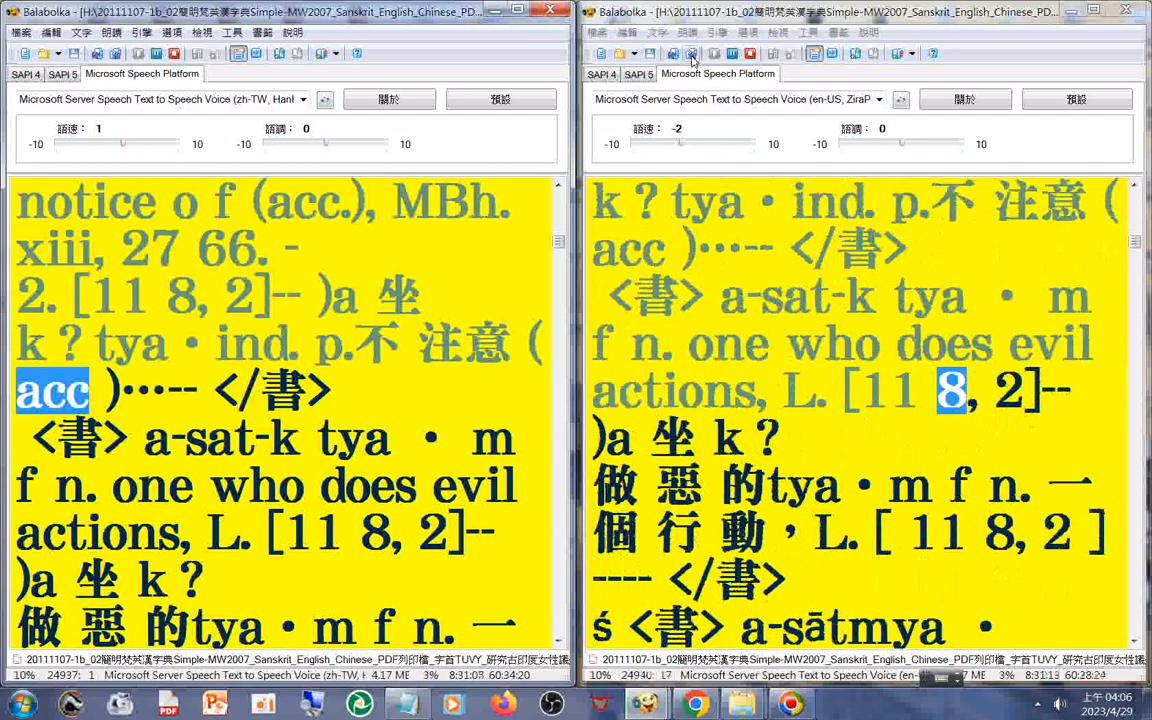 Balabolka - [H:\20111107-1b_02簡明梵英漢字典Simple-MW2007_Sanskrit_English_Chinese_PD...
檔案 編輯 文字 朗讀 引擎 選項 檢視 工具 書籤 說明
SAPI 4 SAPI 5 Microsoft Speech Platform
Microsoft Server Speech Text to Speech Voice (zh-TW, Hanl
關於 預設
語速： 1 語調： 0
-10 10 -10 10
notice o f (acc.), MBh.
xiii, 27 66. -
2. [11 8, 2]-- )a 坐
k？tya・ind. p.不 注意 (
acc )…-- </書>
<書> a-sat-k tya ・ m
f n. one who does evil
actions, L. [11 8, 2]--
)a 坐 k？
做 惡 的tya・m f n. 一
20111107-1b_02簡明梵英漢字典Simple-MW2007_Sanskrit_English_Chinese_PDF列印檔_字首TUVY_研究古印度女性議
10% 24937: 1 Microsoft Server Speech Text to Speech Voice (zh-TW, H 4.17 ME 3% 8:31:03 60:34:20
Balabolka - [H:\20111107-1b_02簡明梵英漢字典Simple-MW2007_Sanskrit_English_Chinese_PD...
檔案 編輯 文字 朗讀 引擎 選項 檢視 工具 書籤 說明
SAPI 4 SAPI 5 Microsoft Speech Platform
Microsoft Server Speech Text to Speech Voice (en-US, ZiraP
關於 預設
語速： -2 語調： 0
-10 10 -10 10
k？tya・ind. p.不 注意 (
acc )…-- </書>
<書> a-sat-k tya ・ m
f n. one who does evil
actions, L. [11 8, 2]--
)a 坐 k？
做 惡 的tya・m f n. 一
個 行 動，L. [ 11 8, 2 ]
---- </書>
ś <書> a-sātmya ・
20111107-1b_02簡明梵英漢字典Simple-MW2007_Sanskrit_English_Chinese_PDF列印檔_字首TUVY_研究古印度女性議
10% Microsoft Server Speech Text to Speech Voice ME 3% 8:31:13 60:28:24
上午 04:06
2023/4/29